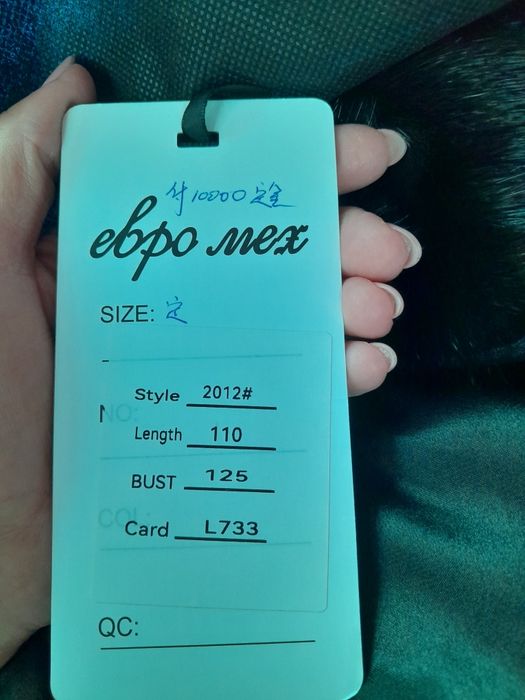 付10000定金
евро мех
SIZE: 定
NO:
Style 2012#
Length 110
BUST 125
COL:
Card L733
QC: